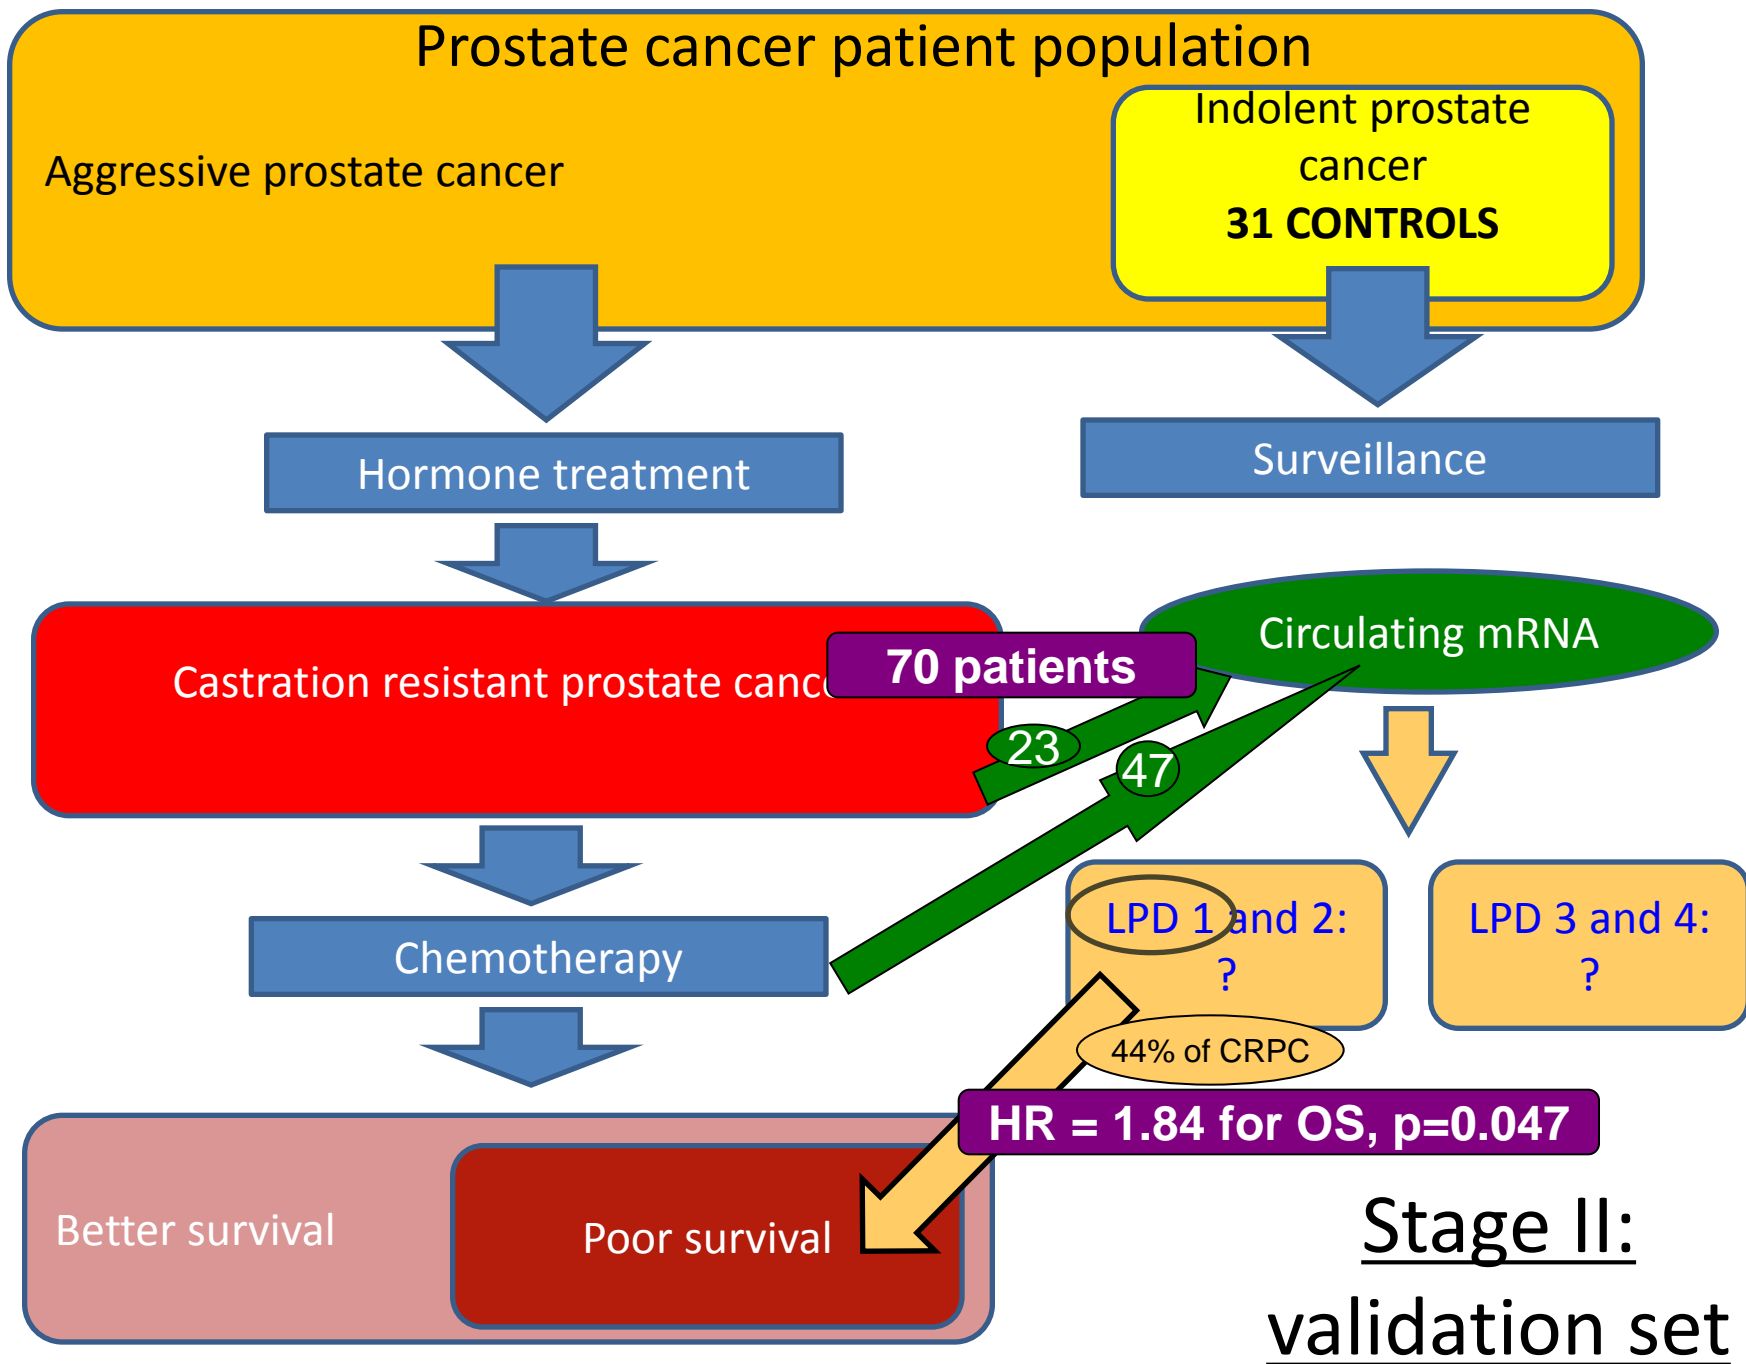 Prostate cancer patient population
Indolent prostate
cancer
31 CONTROLS
Aggressive prostate cancer
Hormone treatment
Surveillance
Circulating mRNA
70 patients
Castration resistant prostate canc
23
47
LPD 1 and 2:
?
LPD 3 and 4:
?
Chemotherapy
44% of CRPC
HR = 1.84 for OS, p=0.047
Better survival
Poor survival
Stage II:
validation set